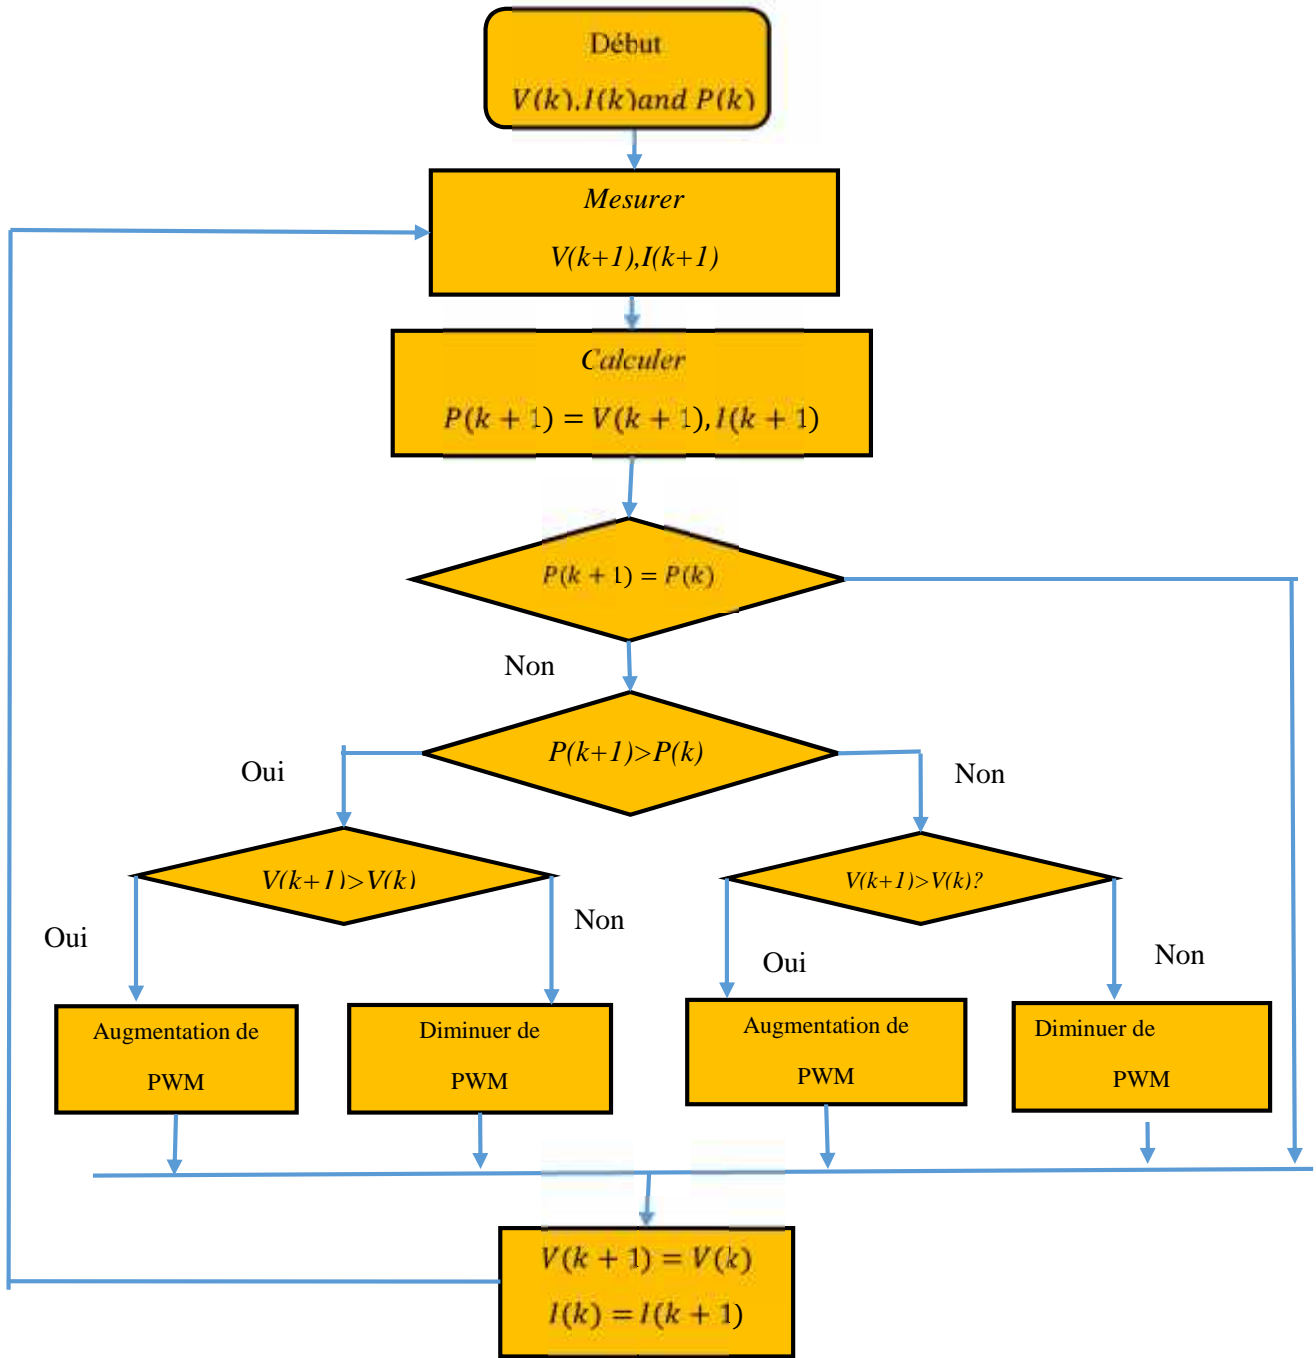 Début
V(k),I(k)and P(k)
Mesurer
V(k+1),I(k+1)
Calculer
P(k + 1) = V(k + 1), I(k + 1)
P(k + 1) = P(k)
Non
P(k+1)>P(k)
Oui
Non
V(k+1)>V(k)
V(k+1)>V(k)?
Oui
Non
Oui
Non
Augmentation de
PWM
Diminuer de
PWM
Augmentation de
PWM
Diminuer de
PWM
V(k + 1) = V(k)
I(k) = I(k + 1)